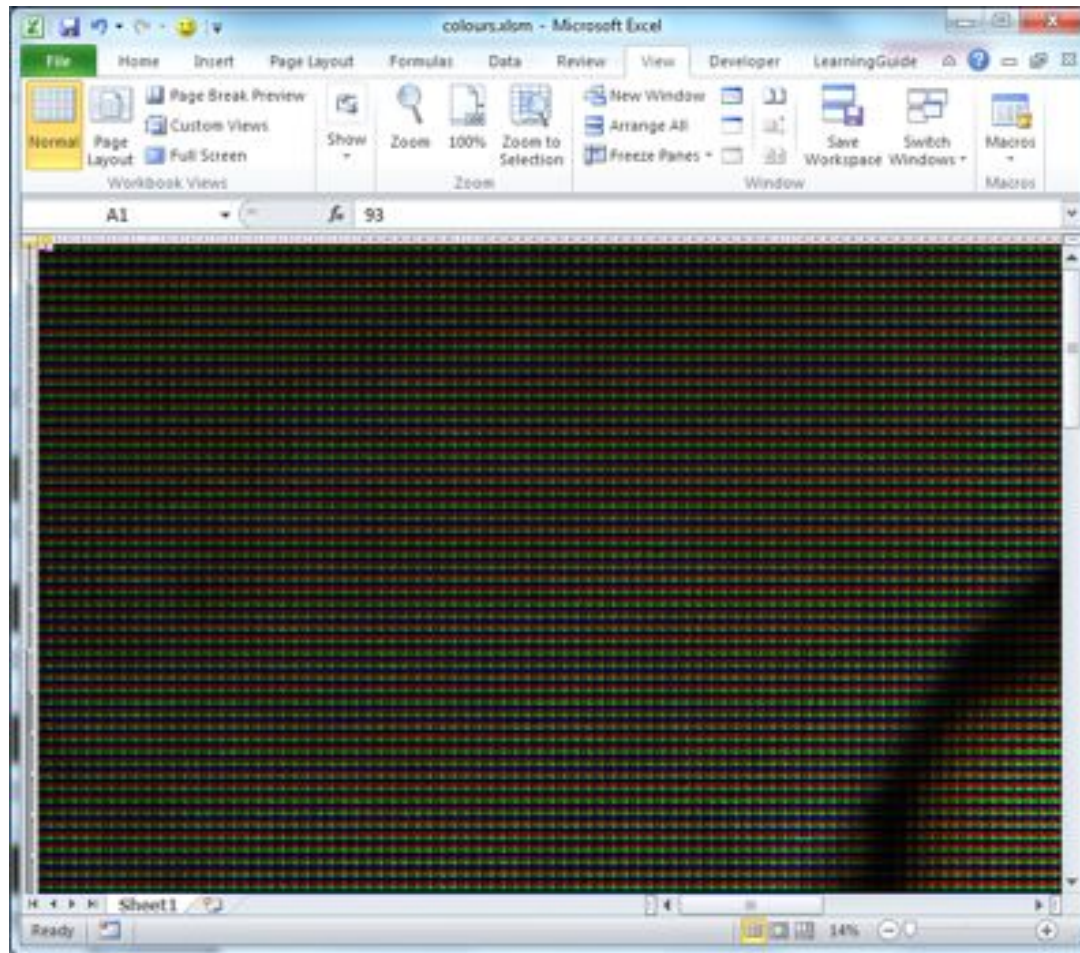 colours.xlsm - Microsoft Excel
File Home Insert Page Layout Formulas Data Review View Developer LearningGuide
Normal
Page Layout
Page Break Preview
Custom Views
Full Screen
Workbook Views
Show
Zoom
100%
Zoom to Selection
Zoom
New Window
Arrange All
Freeze Panes
Save Workspace
Switch Windows
Window
Macros
Macros
A1 fx 93
Sheet1
Ready 14%